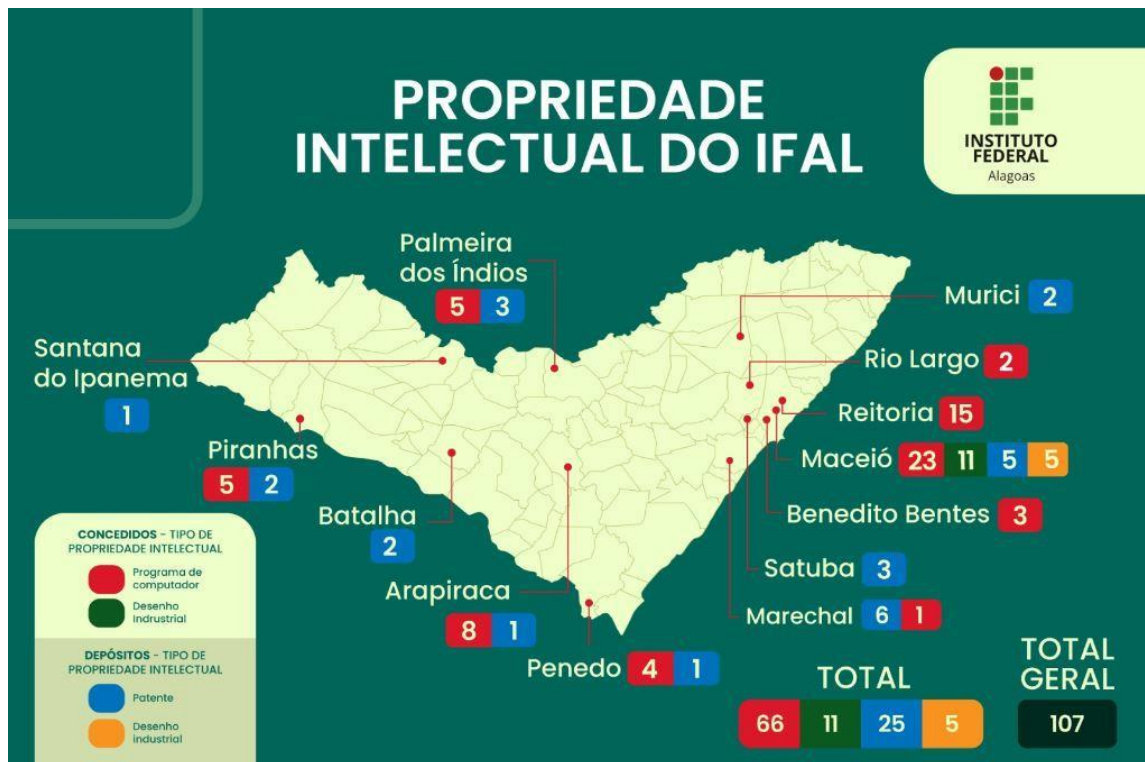 PROPRIEDADE
INTELECTUAL DO IFAL
INSTITUTO
FEDERAL
Alagoas
Palmeira
dos Índios
5 3
Murici 2
Santana
do Ipanema
1
Rio Largo 2
Reitoria 15
Piranhas
5 2
Maceió 23 11 5 5
Batalha
2
Benedito Bentes 3
Satuba 3
Arapiraca
8 1
Marechal 6 1
Penedo 4 1
CONCEDIDOS - TIPO DE
PROPRIEDADE INTELECTUAL
Programa de
computador
Desenho
Indrustrial
DEPÓSITOS - TIPO DE
PROPRIEDADE INTELECTUAL
Patente
Desenho
industrial
TOTAL
66 11 25 5
TOTAL
GERAL
107